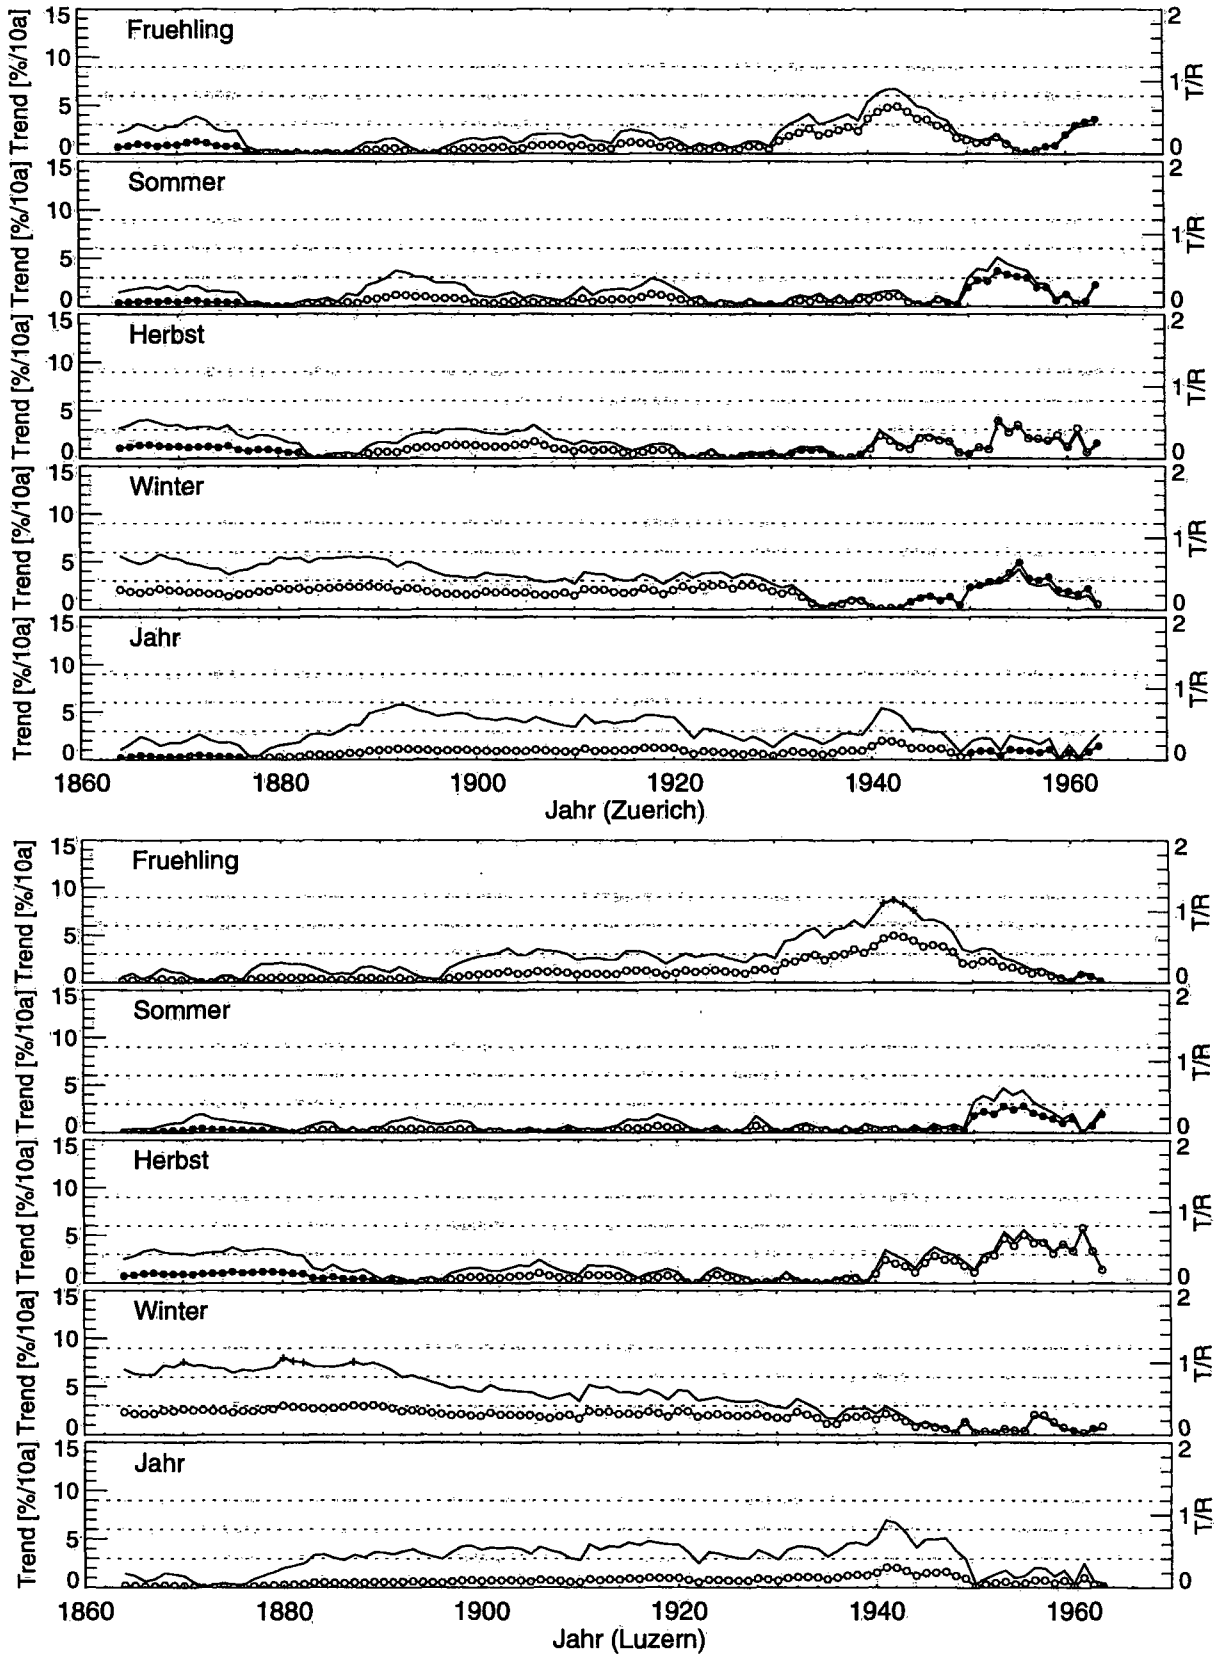 Fruehling
Trend [%/10a]
15
10
5
0
2
1
0
T/R
Sommer
Trend [%/10a]
15
10
5
0
2
1
0
T/R
Herbst
Trend [%/10a]
15
10
5
0
2
1
0
T/R
Winter
Trend [%/10a]
15
10
5
0
2
1
0
T/R
Jahr
Trend [%/10a]
15
10
5
0
2
1
0
T/R
1860 1880 1900 1920 1940 1960
Jahr (Zuerich)
Fruehling
Trend [%/10a]
15
10
5
0
2
1
0
T/R
Sommer
Trend [%/10a]
15
10
5
0
2
1
0
T/R
Herbst
Trend [%/10a]
15
10
5
0
2
1
0
T/R
Winter
Trend [%/10a]
15
10
5
0
2
1
0
T/R
Jahr
Trend [%/10a]
15
10
5
0
2
1
0
T/R
1860 1880 1900 1920 1940 1960
Jahr (Luzern)